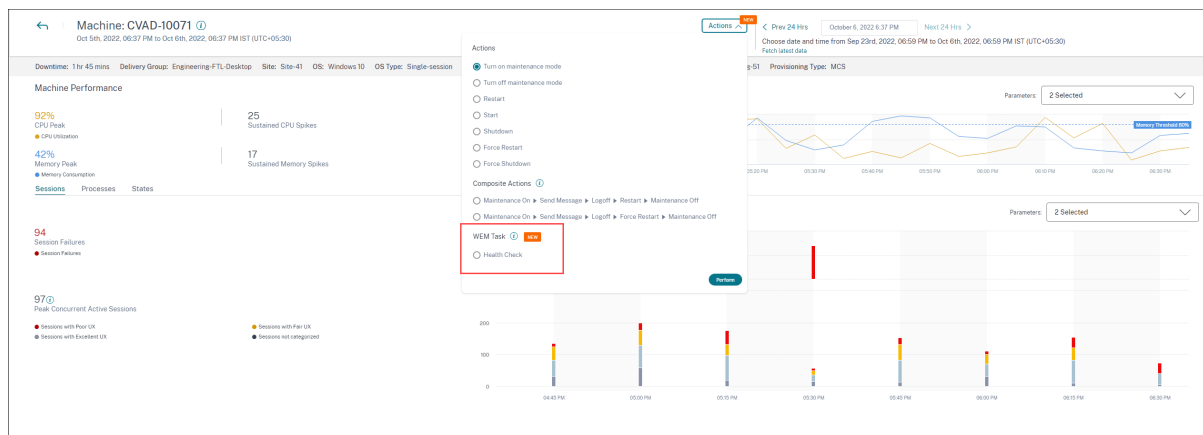 Machine: CVAD-10071
Oct 5th, 2022, 06:37 PM to Oct 6th, 2022, 06:37 PM IST (UTC+05:30)
Actions
NEW
Prev 24 Hrs
October 6, 2022 6:37 PM
Next 24 Hrs
Choose date and time from Sep 23rd, 2022, 06:59 PM to Oct 6th, 2022, 06:59 PM IST (UTC+05:30)
Fetch latest data
Downtime: 1 hr 45 mins Delivery Group: Engineering-FTL-Desktop Site: Site-41 OS: Windows 10 OS Type: Single-session
-51 Provisioning Type: MCS
Machine Performance
92%
CPU Peak
CPU Utilization
25
Sustained CPU Spikes
42%
Memory Peak
Memory Consumption
17
Sustained Memory Spikes
Sessions Processes States
94
Session Failures
Session Failures
97
Peak Concurrent Active Sessions
Sessions with Poor UX
Sessions with Fair UX
Sessions with Excellent UX
Sessions not categorized
Actions
Turn on maintenance mode
Turn off maintenance mode
Restart
Start
Shutdown
Force Restart
Force Shutdown
Composite Actions
Maintenance On ▶ Send Message ▶ Logoff ▶ Restart ▶ Maintenance Off
Maintenance On ▶ Send Message ▶ Logoff ▶ Force Restart ▶ Maintenance Off
WEM Task NEW
Health Check
Perform
Parameters: 2 Selected
Memory Threshold 80%
05:20 PM 05:30 PM 05:40 PM 05:50 PM 06:00 PM 06:10 PM 06:20 PM 06:30 PM
Parameters: 2 Selected
200
100
0
04:45 PM 05:00 PM 05:15 PM 05:30 PM 05:45 PM 06:00 PM 06:15 PM 06:30 PM